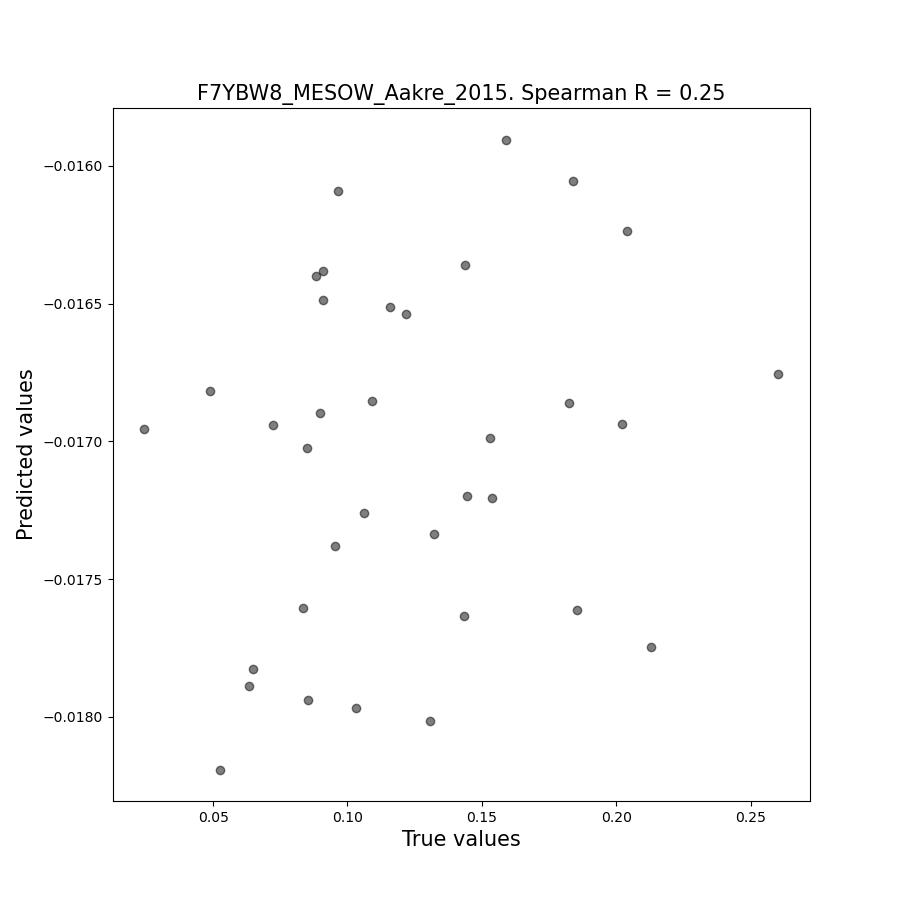 F7YBW8_MESOW_Aakre_2015. Spearman R = 0.25
Predicted values
−0.0160
−0.0165
−0.0170
−0.0175
−0.0180
0.05 0.10 0.15 0.20 0.25
True values